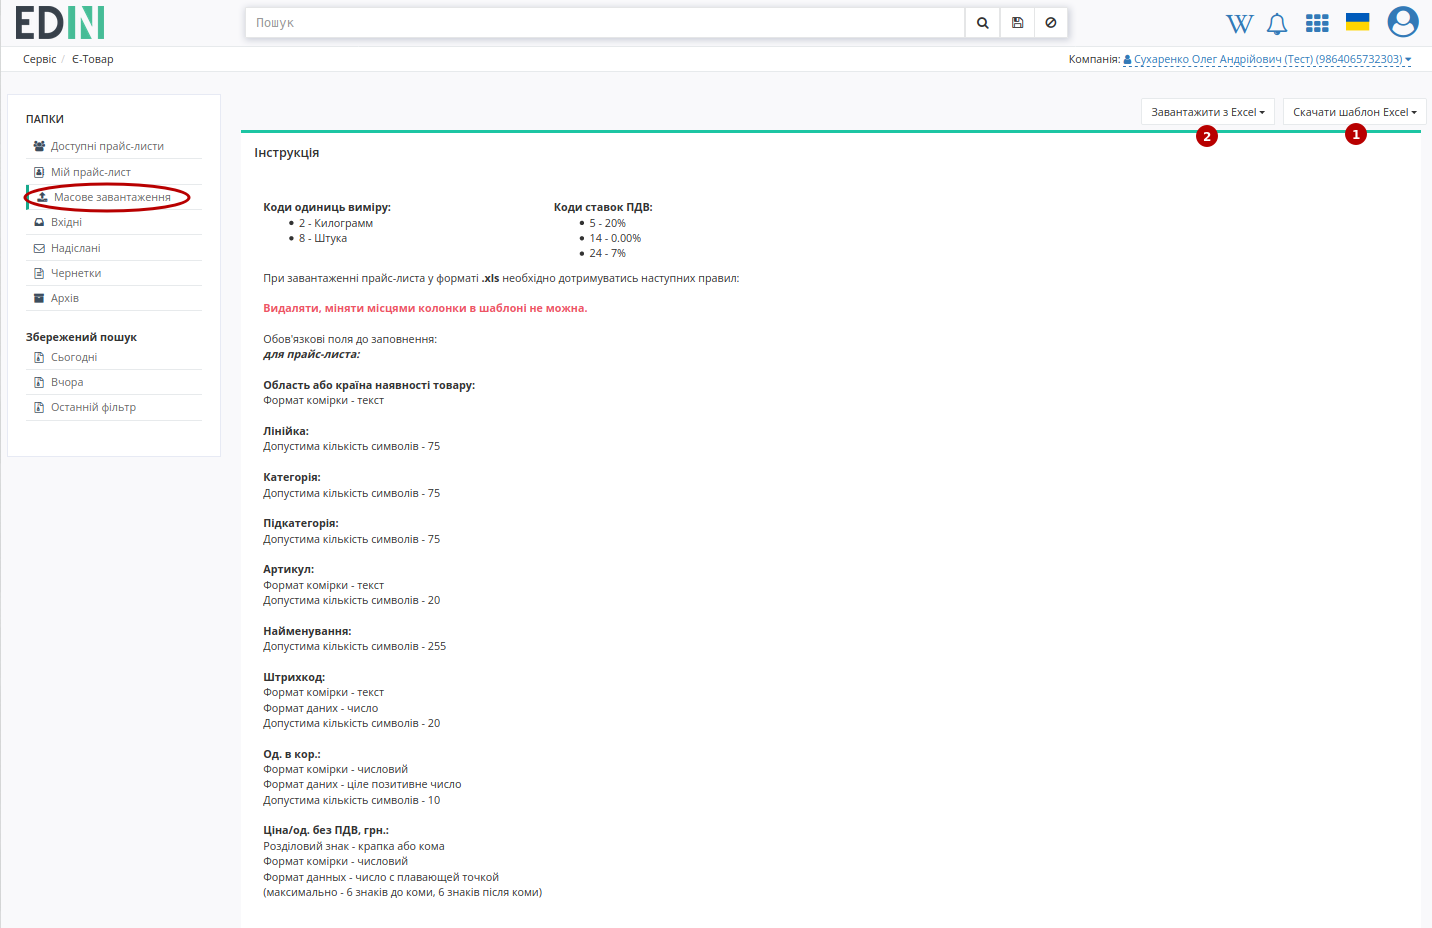 EDIN
Пошук
Сервіс / Є-Товар
Компанія: Сухаренко Олег Андрійович (Тест) (9864065732303)
ПАПКИ
Доступні прайс-листи
Мій прайс-лист
Масове завантаження
Вхідні
Надіслані
Чернетки
Архів
Збережений пошук
Сьогодні
Вчора
Останній фільтр
Завантажити з Excel
Скачати шаблон Excel
2
1
Інструкція
Коди одиниць виміру:
2 - Килограмм
8 - Штука
Коди ставок ПДВ:
5 - 20%
14 - 0.00%
24 - 7%
При завантаженні прайс-листа у форматі .xls необхідно дотримуватись наступних правил:
Видаляти, міняти місцями колонки в шаблоні не можна.
Обов'язкові поля до заповнення:
для прайс-листа:
Область або країна наявності товару:
Формат комірки - текст
Лінійка:
Допустима кількість символів - 75
Категорія:
Допустима кількість символів - 75
Підкатегорія:
Допустима кількість символів - 75
Артикул:
Формат комірки - текст
Допустима кількість символів - 20
Найменування:
Допустима кількість символів - 255
Штрихкод:
Формат комірки - текст
Формат даних - число
Допустима кількість символів - 20
Од. в кор.:
Формат комірки - числовий
Формат даних - ціле позитивне число
Допустима кількість символів - 10
Ціна/од. без ПДВ, грн.:
Розділовий знак - крапка або кома
Формат комірки - числовий
Формат данных - число с плавающей точкой
(максимально - 6 знаків до коми, 6 знаків після коми)